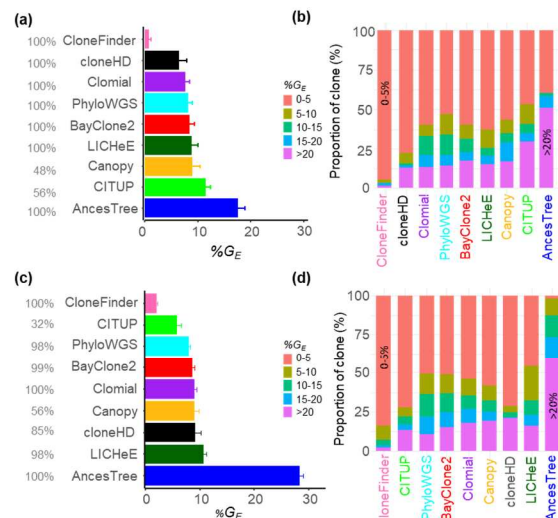 (a)
100% CloneFinder
100% cloneHD
100% Clomial
100% PhyloWGS
100% BayClone2
100% LICHeE
48% Canopy
56% CITUP
100% AncesTree
0 10 20 30
%G_E
(b)
Proportion of clone (%)
100
75
50
25
0
0-5%
>20%
%G_E
0-5
5-10
10-15
15-20
>20
CloneFinder
cloneHD
Clomial
PhyloWGS
BayClone2
LICHeE
Canopy
CITUP
AncesTree
(c)
100% CloneFinder
32% CITUP
98% PhyloWGS
99% BayClone2
100% Clomial
56% Canopy
85% cloneHD
98% LICHeE
100% AncesTree
0 10 20 30
%G_E
(d)
Proportion of clone (%)
100
75
50
25
0
0-5%
>20%
%G_E
0-5
5-10
10-15
15-20
>20
CloneFinder
CITUP
PhyloWGS
BayClone2
Clomial
Canopy
cloneHD
LICHeE
AncesTree